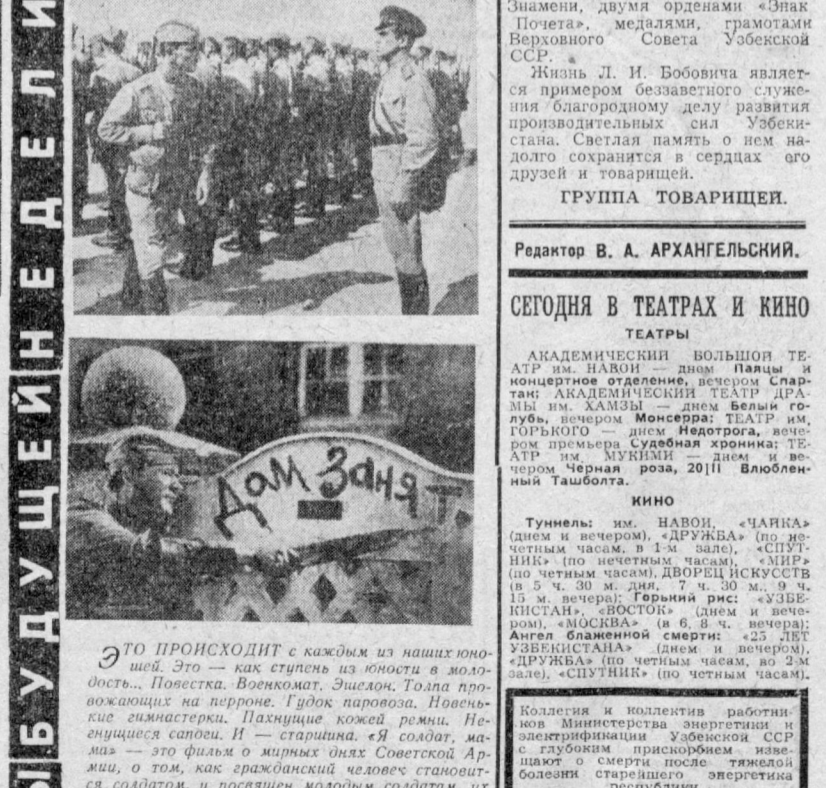 БУДУЩЕЙ НЕДЕЛИ
Дом Занят
ЭТО ПРОИСХОДИТ с каждым из наших юно-
шей. Это — как ступень из юности в моло-
дость... Повестка. Военкомат. Эшелон. Толпа про-
вожающих на перроне. Гудок паровоза. Новень-
кие гимнастерки. Пахнущие кожей ремни. Не-
гнущиеся сапоги. И — старшина. «Я солдат, ма-
ма» — это фильм о мирных днях Советской Ар-
мии, о том, как гражданский человек становит-
ся солдатом, и посвящен молодым солдатам, их
Знамени, двумя орденами «Знак
Почета», медалями, грамотами
Верховного Совета Узбекской
ССР.
Жизнь Л. И. Бобовича являет-
ся примером беззаветного служе-
ния благородному делу развития
производительных сил Узбеки-
стана. Светлая память о нем на-
долго сохранится в сердцах его
друзей и товарищей.
ГРУППА ТОВАРИЩЕЙ.
Редактор В. А. АРХАНГЕЛЬСКИЙ.
СЕГОДНЯ В ТЕАТРАХ И КИНО
ТЕАТРЫ
АКАДЕМИЧЕСКИЙ БОЛЬШОЙ ТЕ-
АТР им. НАВОИ — днем Паяцы и
концертное отделение, вечером Спар-
так; АКАДЕМИЧЕСКИЙ ТЕАТР ДРА-
МЫ им. ХАМЗЫ — днем Белый го-
лубь, вечером Монсерра; ТЕАТР им.
ГОРЬКОГО — днем Недотрога, вече-
ром премьера Судебная хроника; ТЕ-
АТР им. МУКИМИ — днем и ве-
чером Черная роза, 20|II Влюблен-
ный Ташболта.
КИНО
Туннель: им. НАВОИ, «ЧАЙКА»
(днем и вечером), «ДРУЖБА» (по не-
четным часам, в 1-м зале), «СПУТ-
НИК» (по нечетным часам), «МИР»
(по четным часам), ДВОРЕЦ ИСКУССТВ
(в 5 ч. 30 м. дня, 7 ч. 30 м., 9 ч.
15 м. вечера); Горький рис: «УЗБЕ-
КИСТАН», «ВОСТОК» (днем и вече-
ром), «МОСКВА» (в 6, 8 ч. вечера);
Ангел блаженной смерти: «25 ЛЕТ
УЗБЕКИСТАНА» (днем и вечером),
«ДРУЖБА» (по четным часам, во 2-м
зале), «СПУТНИК» (по четным часам).
Коллегия и коллектив работни-
ков Министерства энергетики и
электрификации Узбекской ССР
с глубоким прискорбием изве-
щают о смерти после тяжелой
болезни старейшего энергетика
республики